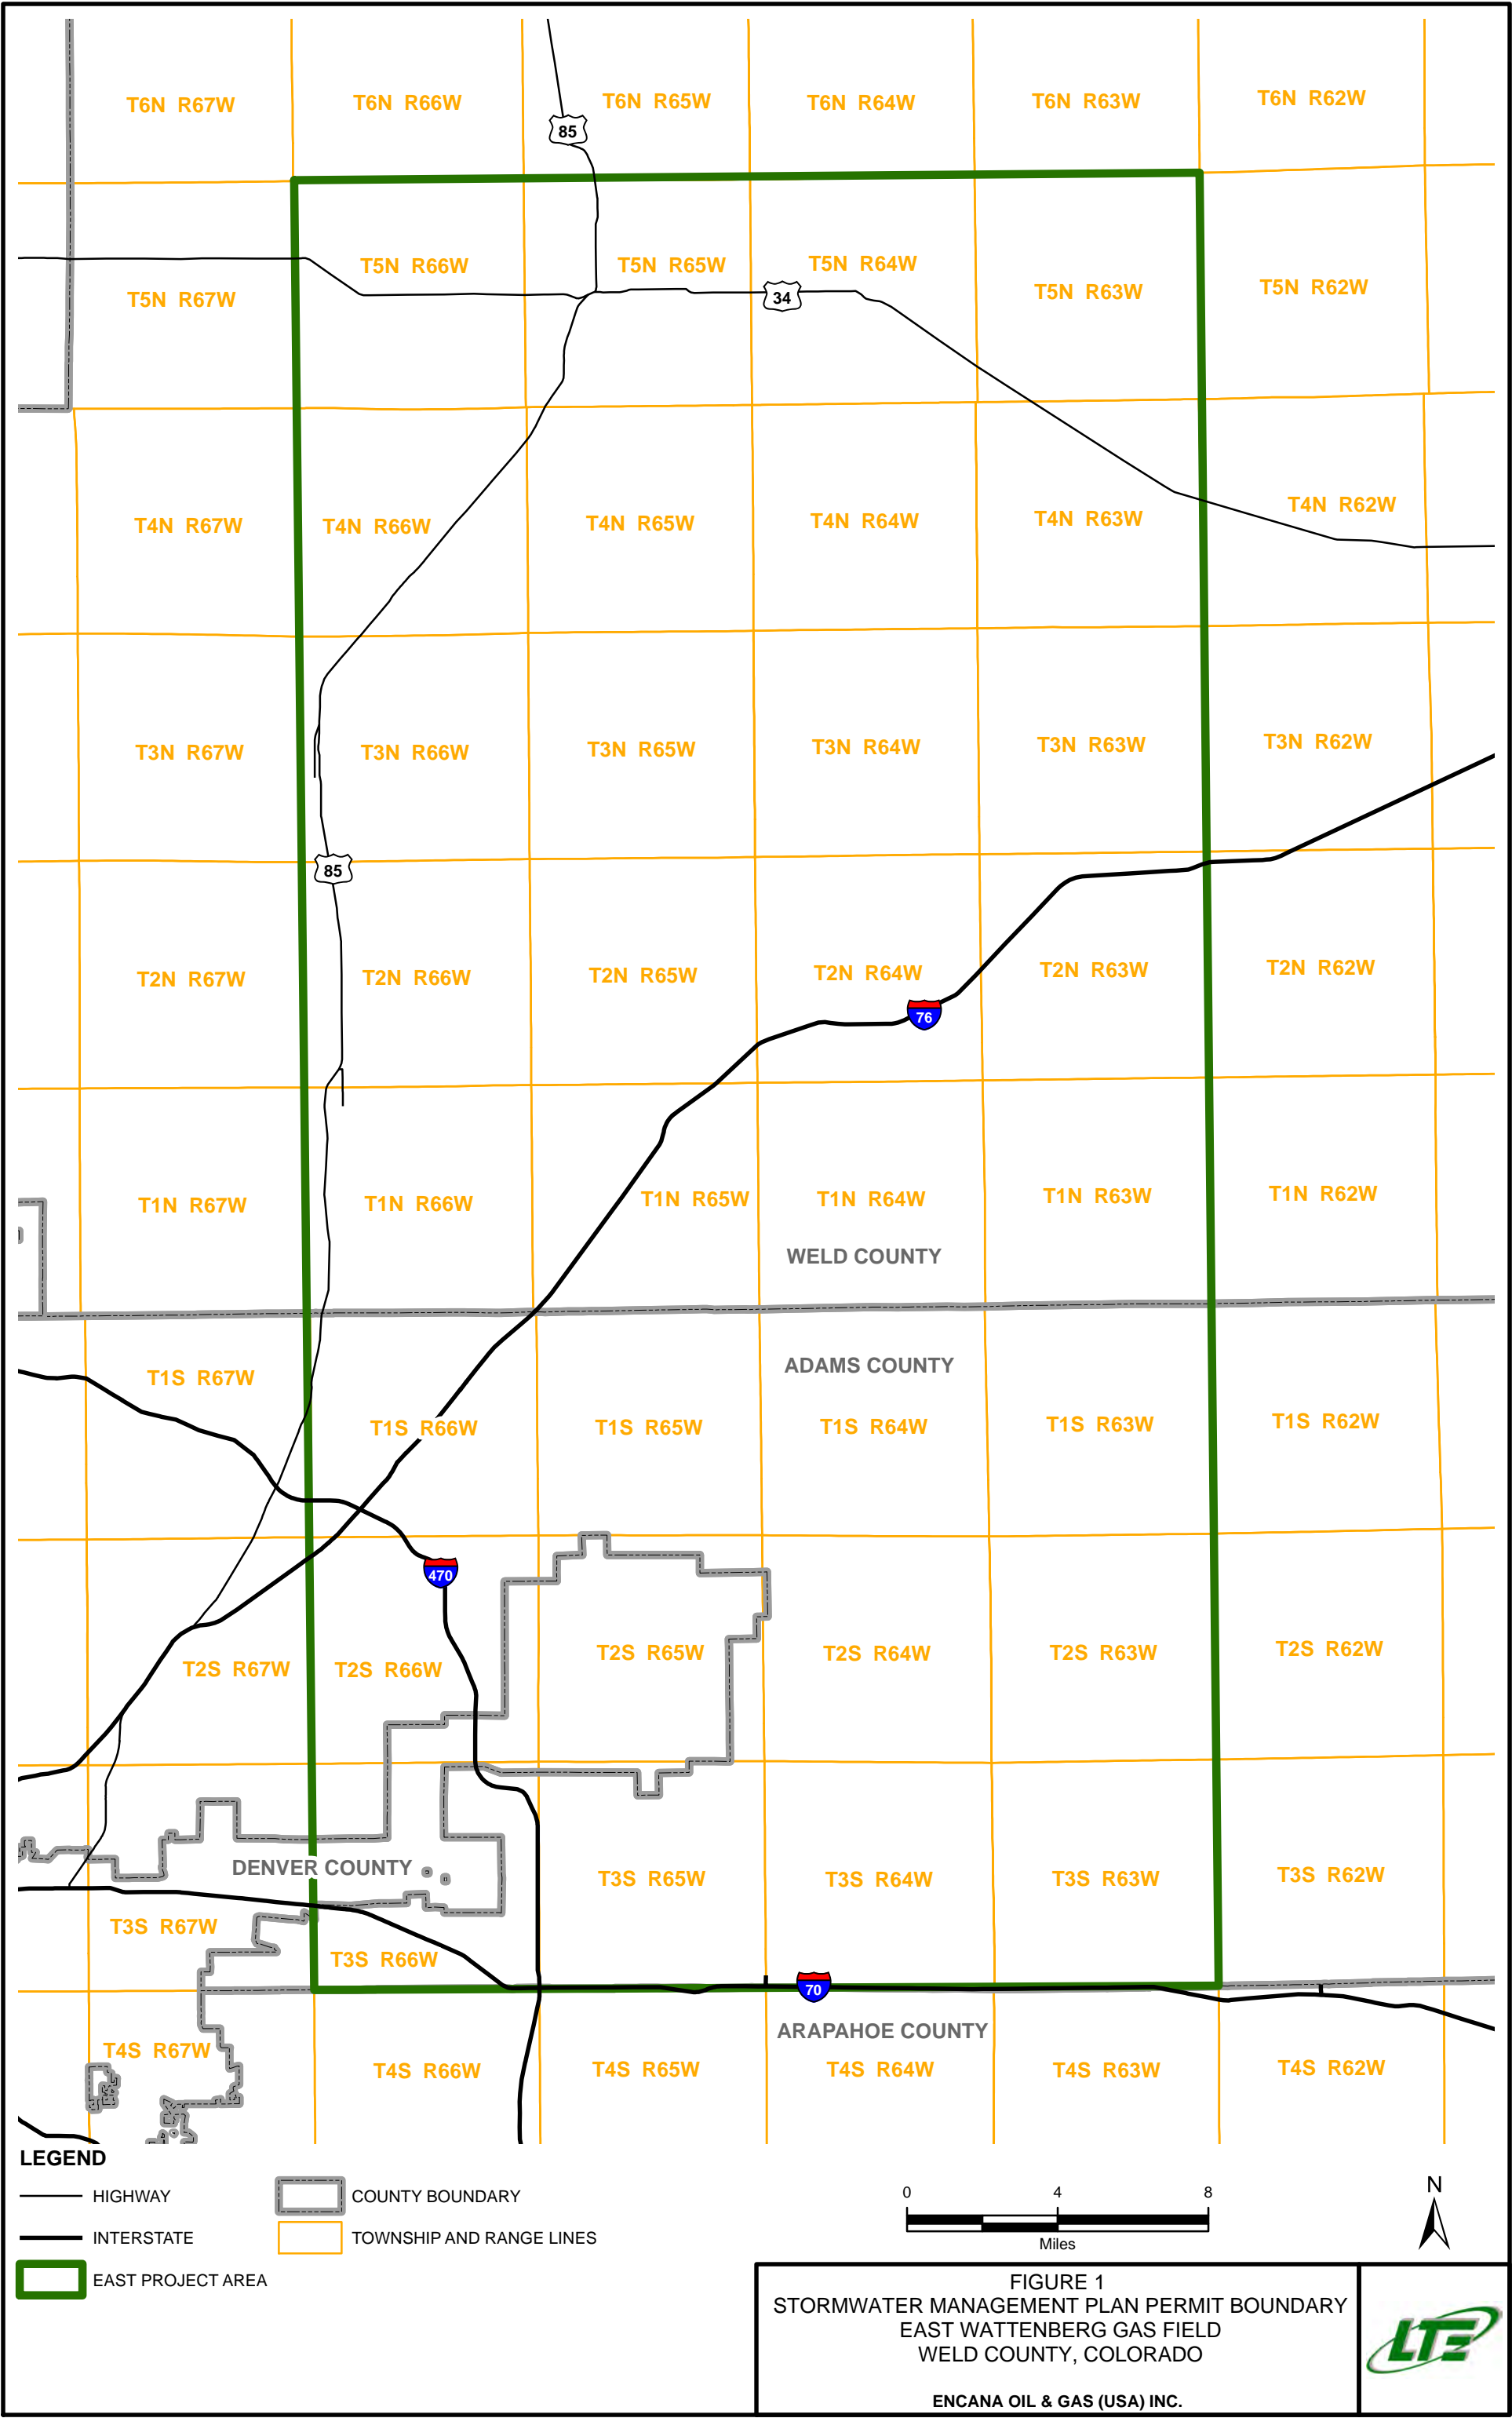 T6N R67W
T6N R66W
T6N R65W
T6N R64W
T6N R63W
T6N R62W
85
T5N R67W
T5N R66W
T5N R65W
T5N R64W
34
T5N R63W
T5N R62W
T4N R67W
T4N R66W
T4N R65W
T4N R64W
T4N R63W
T4N R62W
T3N R67W
T3N R66W
T3N R65W
T3N R64W
T3N R63W
T3N R62W
85
T2N R67W
T2N R66W
T2N R65W
T2N R64W
T2N R63W
T2N R62W
76
T1N R67W
T1N R66W
T1N R65W
T1N R64W
T1N R63W
T1N R62W
WELD COUNTY
ADAMS COUNTY
T1S R67W
T1S R66W
T1S R65W
T1S R64W
T1S R63W
T1S R62W
470
T2S R67W
T2S R66W
T2S R65W
T2S R64W
T2S R63W
T2S R62W
DENVER COUNTY
T3S R67W
T3S R66W
T3S R65W
T3S R64W
T3S R63W
T3S R62W
70
ARAPAHOE COUNTY
T4S R67W
T4S R66W
T4S R65W
T4S R64W
T4S R63W
T4S R62W
LEGEND
HIGHWAY
COUNTY BOUNDARY
INTERSTATE
TOWNSHIP AND RANGE LINES
EAST PROJECT AREA
0 4 8
Miles
N
FIGURE 1
STORMWATER MANAGEMENT PLAN PERMIT BOUNDARY
EAST WATTENBERG GAS FIELD
WELD COUNTY, COLORADO
ENCANA OIL & GAS (USA) INC.
LTE